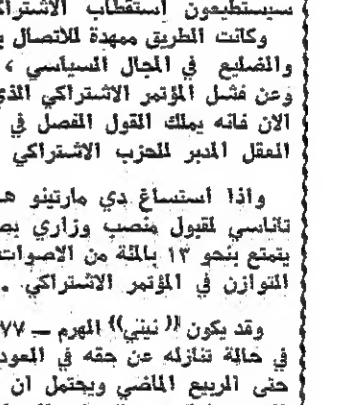 سيستطيعون استقطاب الاشتراك
وكانت الطريق ممهدة للاتصال ب
والمضليع في المجال السياسي ،
وعن فشل المؤتمر الاشتراكي الذي
الان فانه يملك القول الفصل في
العقل المدبر للحزب الاشتراكي
واذا استساغ دي مارتينو هـ
تاناسي لقبول منصب وزاري بص
يتمتع بنحو ١٣ بالمئة من الاصوات
التوازن في المؤتمر الاشتراكي .
وقد يكون (( نيني )) الهرم — ٧٧
في حالة تنازله عن حقه في العود
حتى الربيع الماضي ويحتمل ان